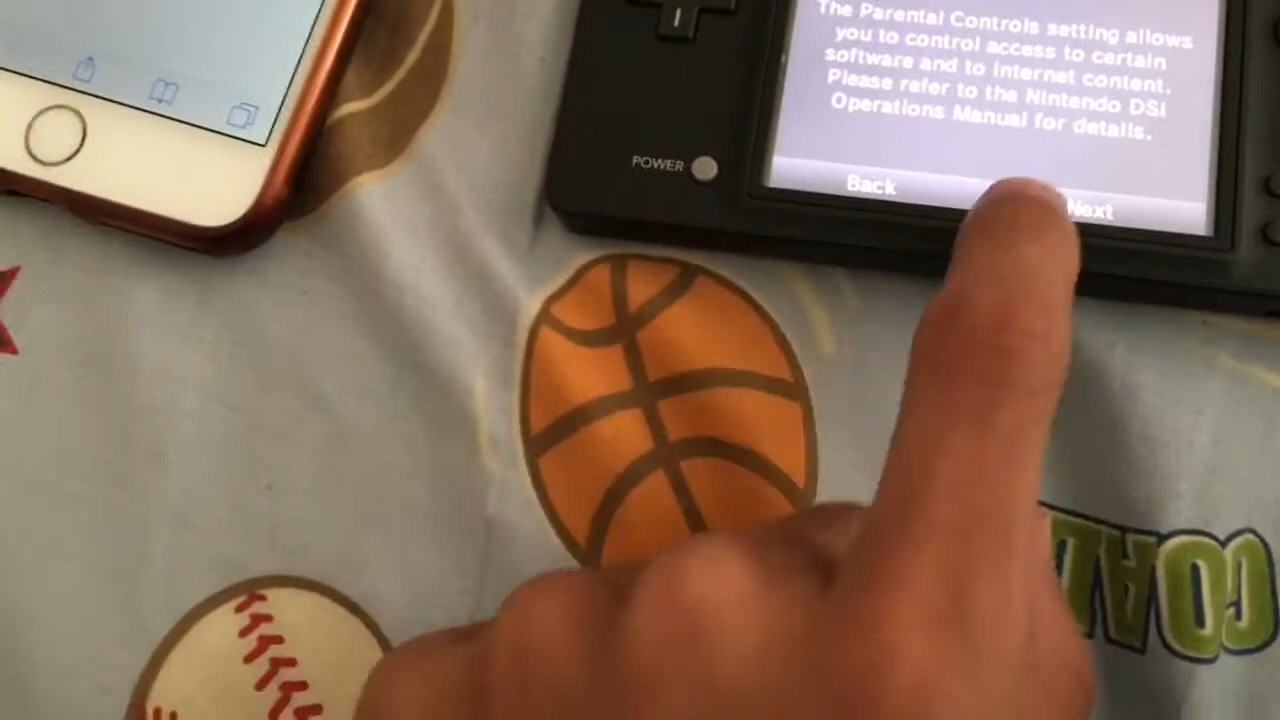 The Parental Controls setting allows
you to control access to certain
software and to Internet content.
Please refer to the Nintendo DSi
Operations Manual for details.
POWER
Back
Next
GOAL